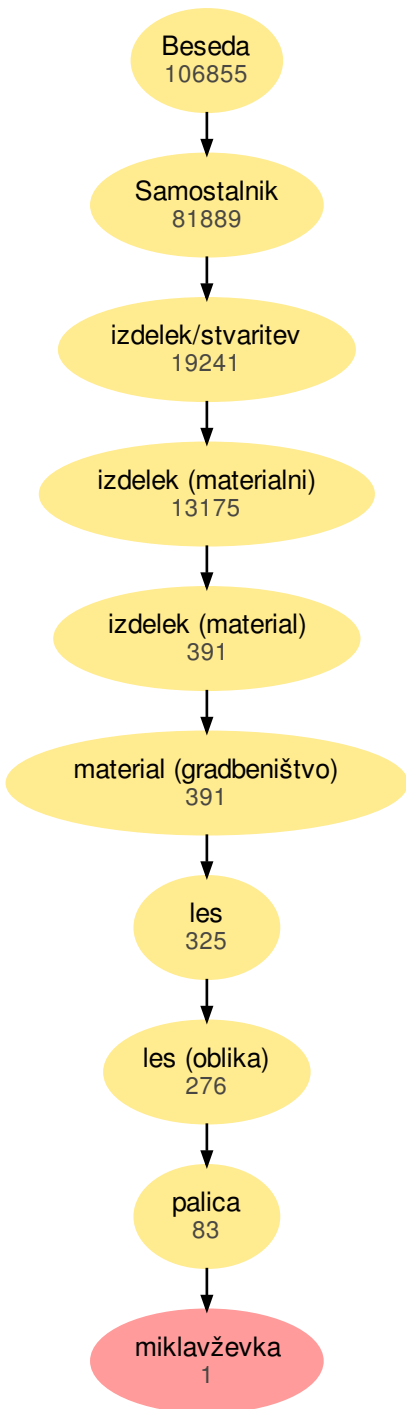 Beseda
106855
Samostalnik
81889
izdelek/stvaritev
19241
izdelek (materialni)
13175
izdelek (material)
391
material (gradbeništvo)
391
les
325
les (oblika)
276
palica
83
miklavževka
1